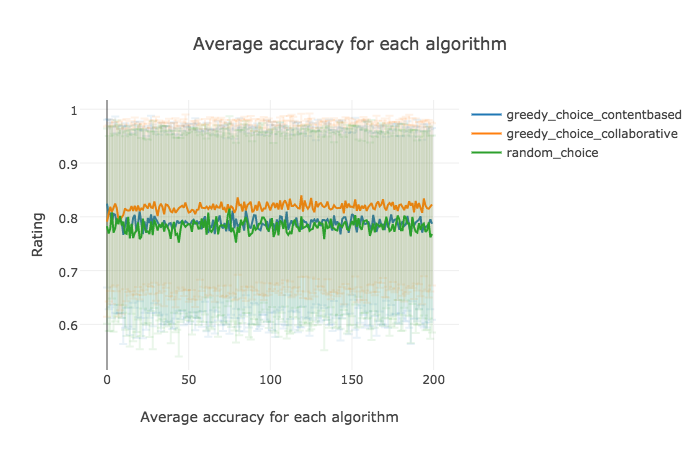 Average accuracy for each algorithm
greedy_choice_contentbased
greedy_choice_collaborative
random_choice
Rating
1
0.9
0.8
0.7
0.6
0
50
100
150
200
Average accuracy for each algorithm